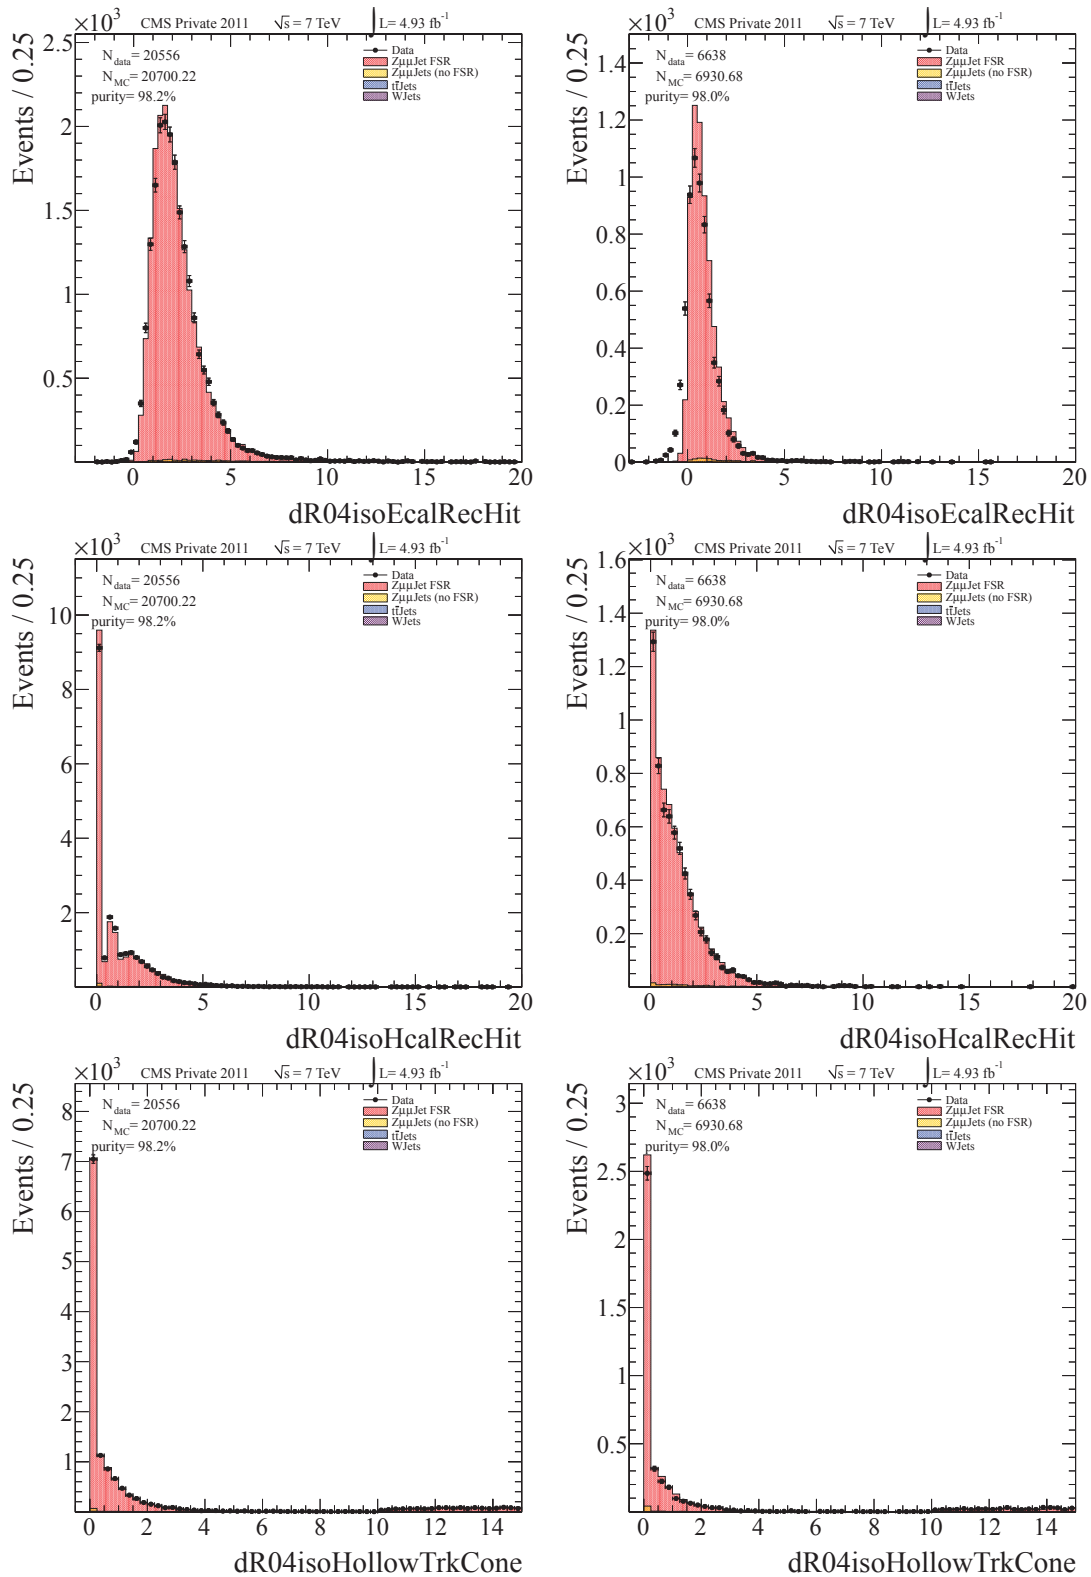 ×10³ CMS Private 2011 √s = 7 TeV ∫L= 4.93 fb⁻¹
N_data= 20556
N_MC= 20700.22
purity= 98.2%
Data
ZμμJet FSR
ZμμJets (no FSR)
tt̄Jets
WJets
Events / 0.25
2.5
2
1.5
1
0.5
0 5 10 15 20
dR04isoEcalRecHit
×10³ CMS Private 2011 √s = 7 TeV ∫L= 4.93 fb⁻¹
N_data= 6638
N_MC= 6930.68
purity= 98.0%
Data
ZμμJet FSR
ZμμJets (no FSR)
tt̄Jets
WJets
Events / 0.25
1.4
1.2
1
0.8
0.6
0.4
0.2
0
0 5 10 15 20
dR04isoEcalRecHit
×10³ CMS Private 2011 √s = 7 TeV ∫L= 4.93 fb⁻¹
N_data= 20556
N_MC= 20700.22
purity= 98.2%
Data
ZμμJet FSR
ZμμJets (no FSR)
tt̄Jets
WJets
Events / 0.25
10
8
6
4
2
0 5 10 15 20
dR04isoHcalRecHit
×10³ CMS Private 2011 √s = 7 TeV ∫L= 4.93 fb⁻¹
N_data= 6638
N_MC= 6930.68
purity= 98.0%
Data
ZμμJet FSR
ZμμJets (no FSR)
tt̄Jets
WJets
Events / 0.25
1.6
1.4
1.2
1
0.8
0.6
0.4
0.2
0 5 10 15 20
dR04isoHcalRecHit
×10³ CMS Private 2011 √s = 7 TeV ∫L= 4.93 fb⁻¹
N_data= 20556
N_MC= 20700.22
purity= 98.2%
Data
ZμμJet FSR
ZμμJets (no FSR)
tt̄Jets
WJets
Events / 0.25
8
7
6
5
4
3
2
1
0 2 4 6 8 10 12 14
dR04isoHollowTrkCone
×10³ CMS Private 2011 √s = 7 TeV ∫L= 4.93 fb⁻¹
N_data= 6638
N_MC= 6930.68
purity= 98.0%
Data
ZμμJet FSR
ZμμJets (no FSR)
tt̄Jets
WJets
Events / 0.25
3
2.5
2
1.5
1
0.5
0 2 4 6 8 10 12 14
dR04isoHollowTrkCone